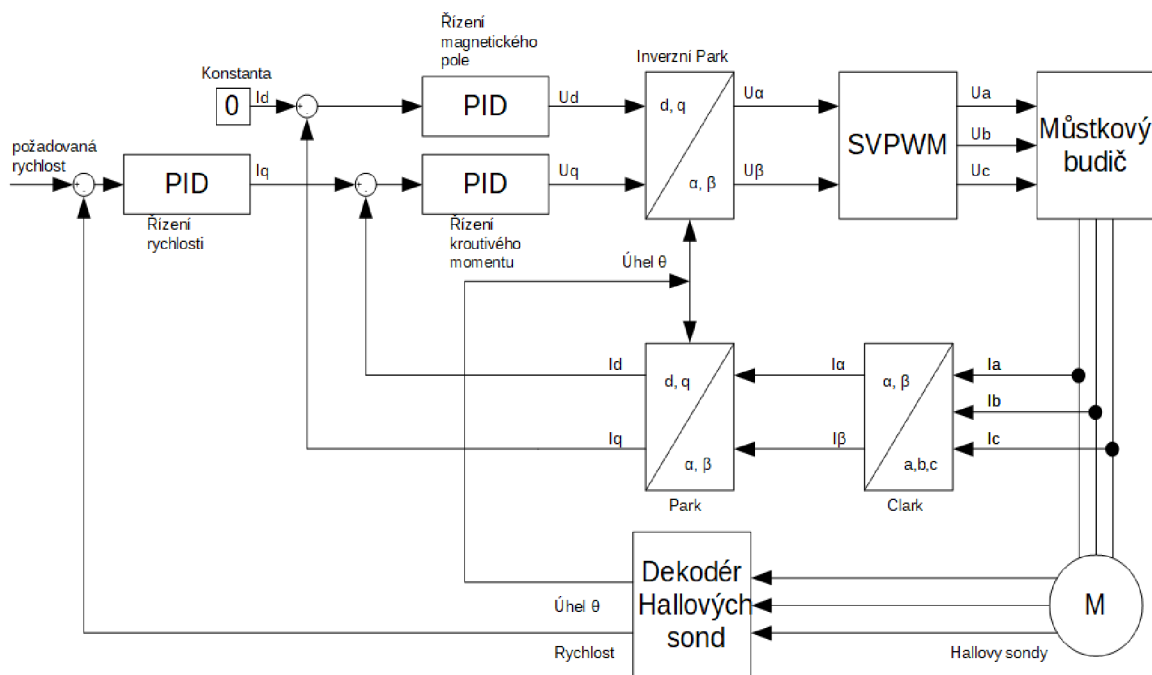 Řízení
magnetického
pole
Inverzní Park
Konstanta
0
Id
+
-
PID
Ud
d, q
α, β
Uα
Uβ
SVPWM
Ua
Ub
Uc
Můstkový
budič
požadovaná
rychlost
+
-
PID
Iq
+
-
PID
Uq
Řízení
rychlosti
Řízení
kroutivého
momentu
Úhel θ
Id
Iq
d, q
α, β
Park
Iα
Iβ
α, β
a,b,c
Clark
Ia
Ib
Ic
Dekodér
Hallových
sond
Úhel θ
Rychlost
Hallovy sondy
M